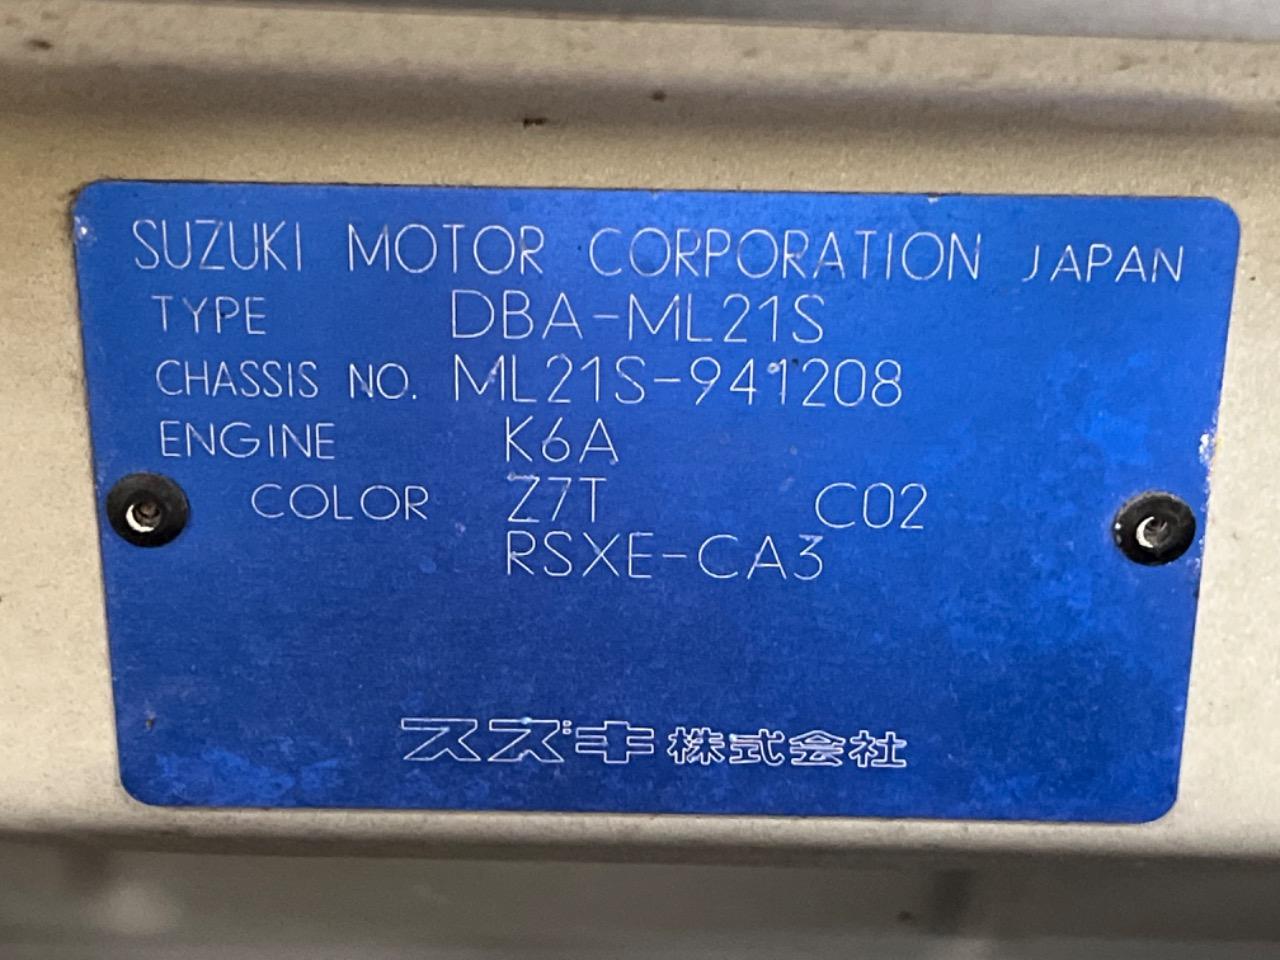 SUZUKI MOTOR CORPORATION JAPAN
TYPE DBA-ML21S
CHASSIS NO. ML21S-941208
ENGINE K6A
COLOR Z7T C02
RSXE-CA3
スズキ株式会社